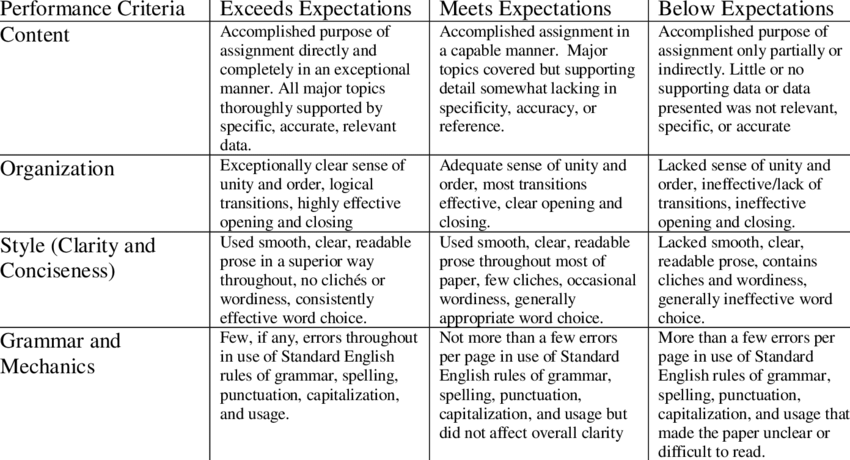 Performance Criteria
Exceeds Expectations
Meets Expectations
Below Expectations
Content
Accomplished purpose of
assignment directly and
completely in an exceptional
manner. All major topics
thoroughly supported by
specific, accurate, relevant
data.
Accomplished assignment in
a capable manner.  Major
topics covered but supporting
detail somewhat lacking in
specificity, accuracy, or
reference.
Accomplished purpose of
assignment only partially or
indirectly. Little or no
supporting data or data
presented was not relevant,
specific, or accurate
Organization
Exceptionally clear sense of
unity and order, logical
transitions, highly effective
opening and closing
Adequate sense of unity and
order, most transitions
effective, clear opening and
closing.
Lacked sense of unity and
order, ineffective/lack of
transitions, ineffective
opening and closing.
Style (Clarity and
Conciseness)
Used smooth, clear, readable
prose in a superior way
throughout, no clichés or
wordiness, consistently
effective word choice.
Used smooth, clear, readable
prose throughout most of
paper, few cliches, occasional
wordiness, generally
appropriate word choice.
Lacked smooth, clear,
readable prose, contains
cliches and wordiness,
generally ineffective word
choice.
Grammar and
Mechanics
Few, if any, errors throughout
in use of Standard English
rules of grammar, spelling,
punctuation, capitalization,
and usage.
Not more than a few errors
per page in use of Standard
English rules of grammar,
spelling, punctuation,
capitalization, and usage but
did not affect overall clarity
More than a few errors per
page in use of Standard
English rules of grammar,
spelling, punctuation,
capitalization, and usage that
made the paper unclear or
difficult to read.